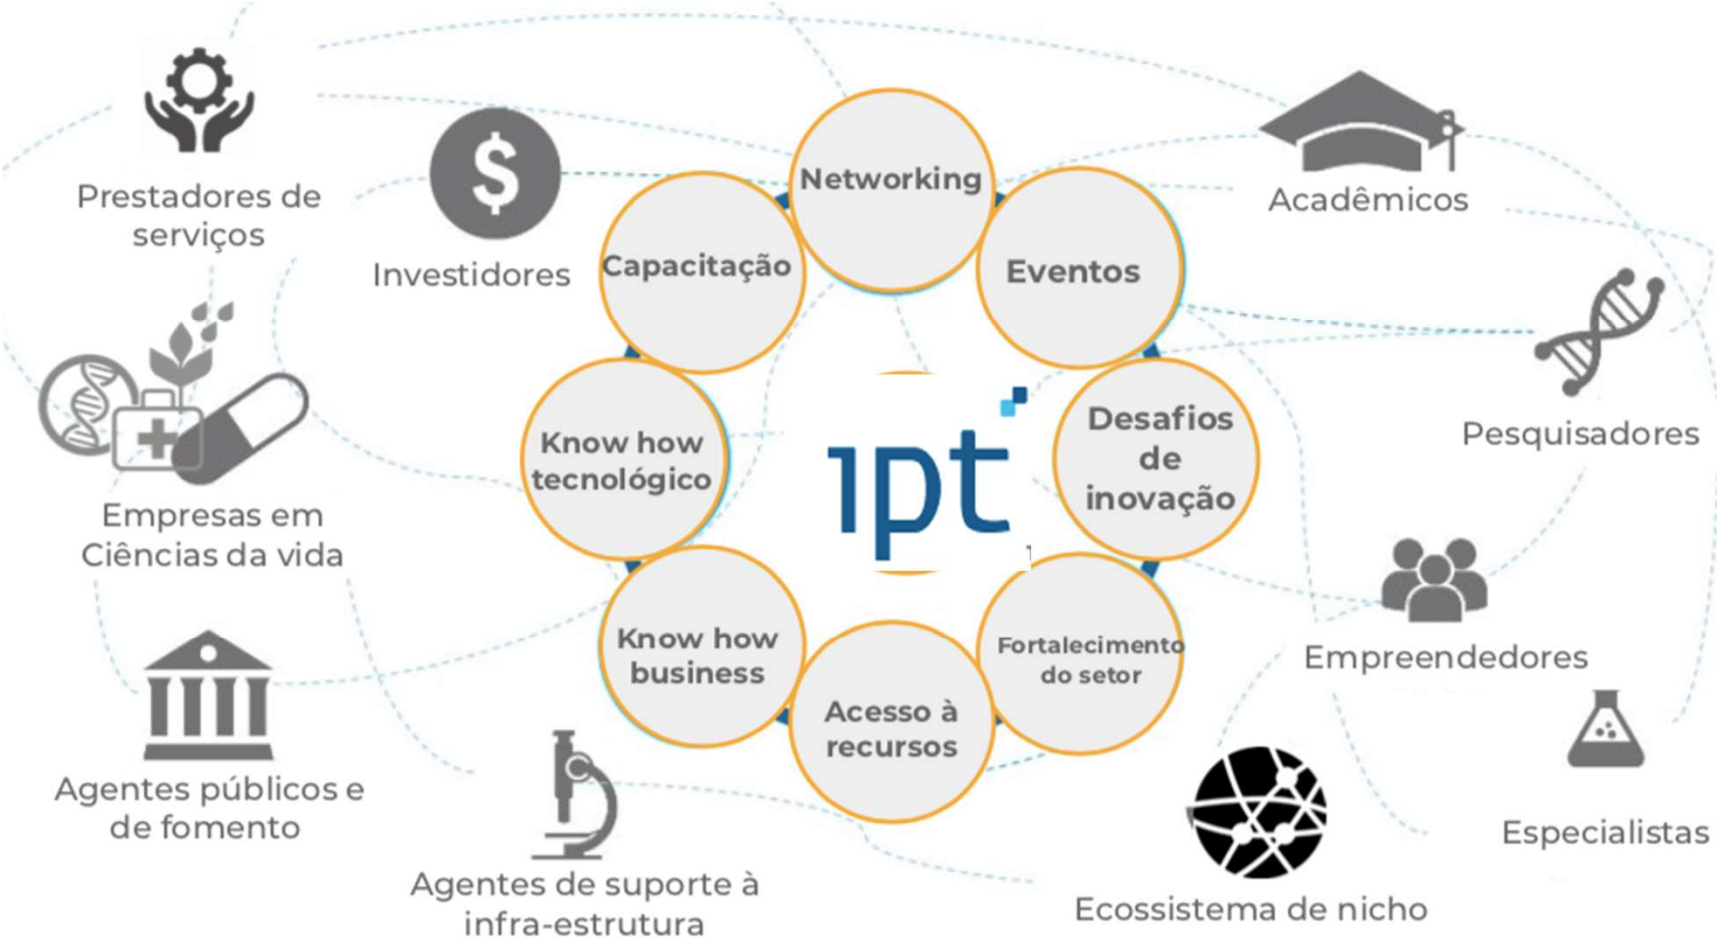 Prestadores de
serviços
Investidores
Networking
Acadêmicos
Capacitação
Eventos
Know how
tecnológico
ipt
Desafios
de
inovação
Pesquisadores
Empresas em
Ciências da vida
Know how
business
Fortalecimento
do setor
Empreendedores
Acesso à
recursos
Agentes públicos e
de fomento
Especialistas
Agentes de suporte à
infra-estrutura
Ecossistema de nicho